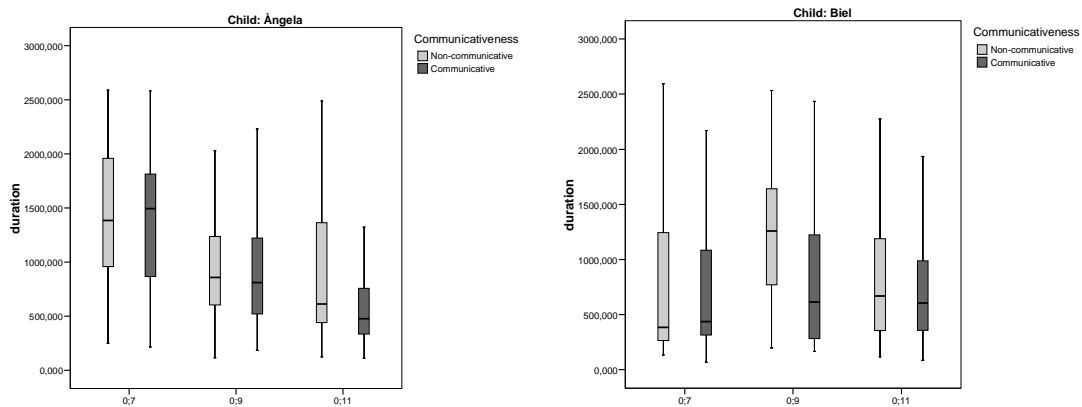 Child: Àngela
Communicativeness
Non-communicative
Communicative
3000,000
2500,000
2000,000
1500,000
1000,000
500,000
0,000
duration
0;7
0;9
0;11
Child: Biel
Communicativeness
Non-communicative
Communicative
3000,000
2500,000
2000,000
1500,000
1000,000
500,000
0,000
duration
0;7
0;9
0;11